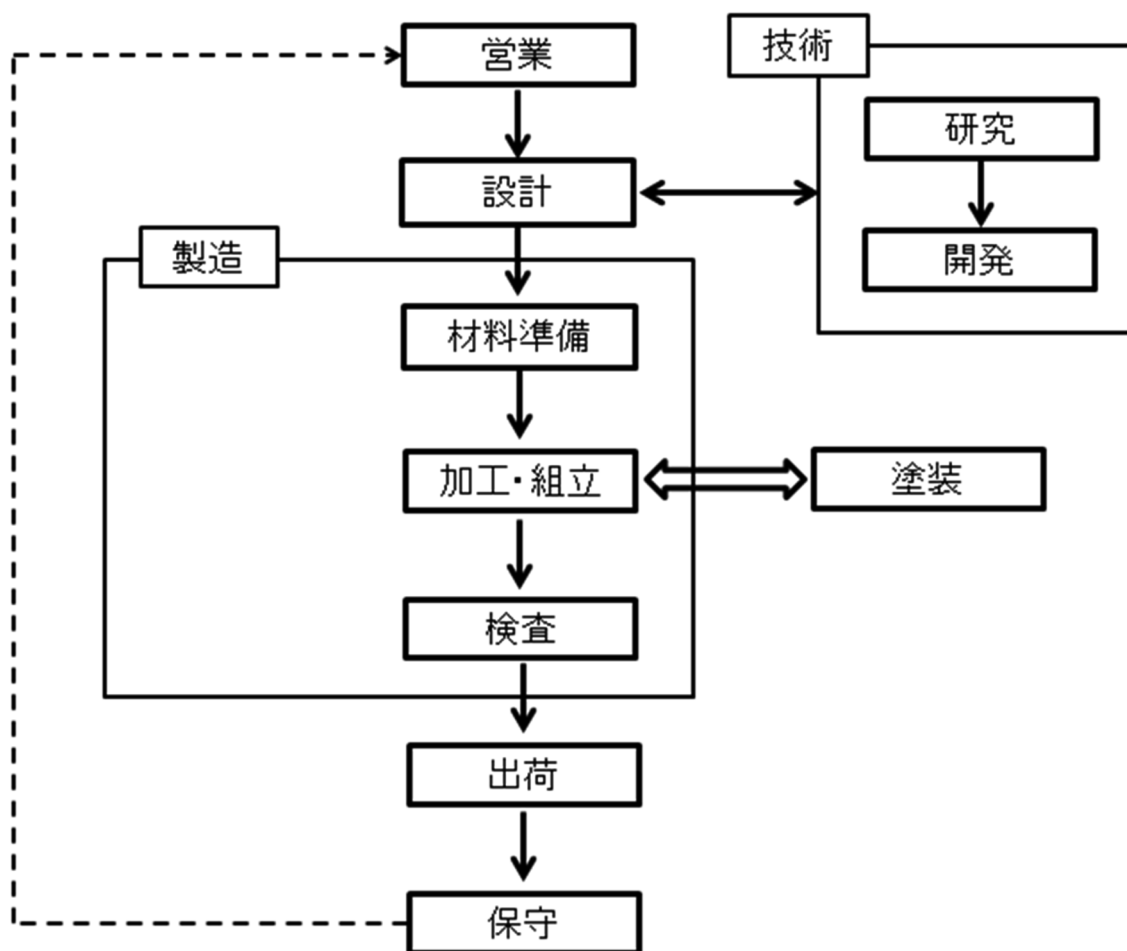 営業
技術
研究
設計
開発
製造
材料準備
加工・組立
塗装
検査
出荷
保守